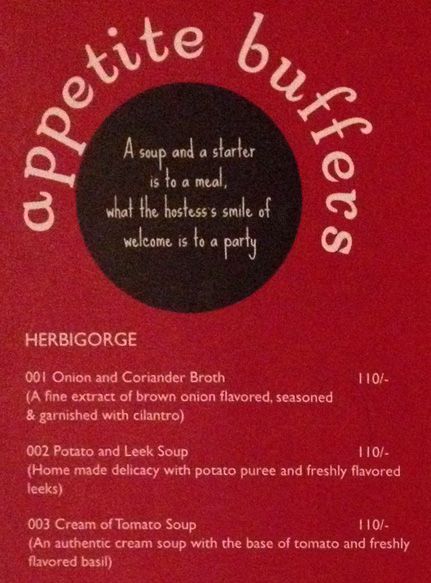 appetite buffers
A soup and a starter
is to a meal,
what the hostess's smile of
welcome is to a party
HERBIGORGE
001 Onion and Coriander Broth 110/-
(A fine extract of brown onion flavored, seasoned
& garnished with cilantro)
002 Potato and Leek Soup 110/-
(Home made delicacy with potato puree and freshly flavored
leeks)
003 Cream of Tomato Soup 110/-
(An authentic cream soup with the base of tomato and freshly
flavored basil)